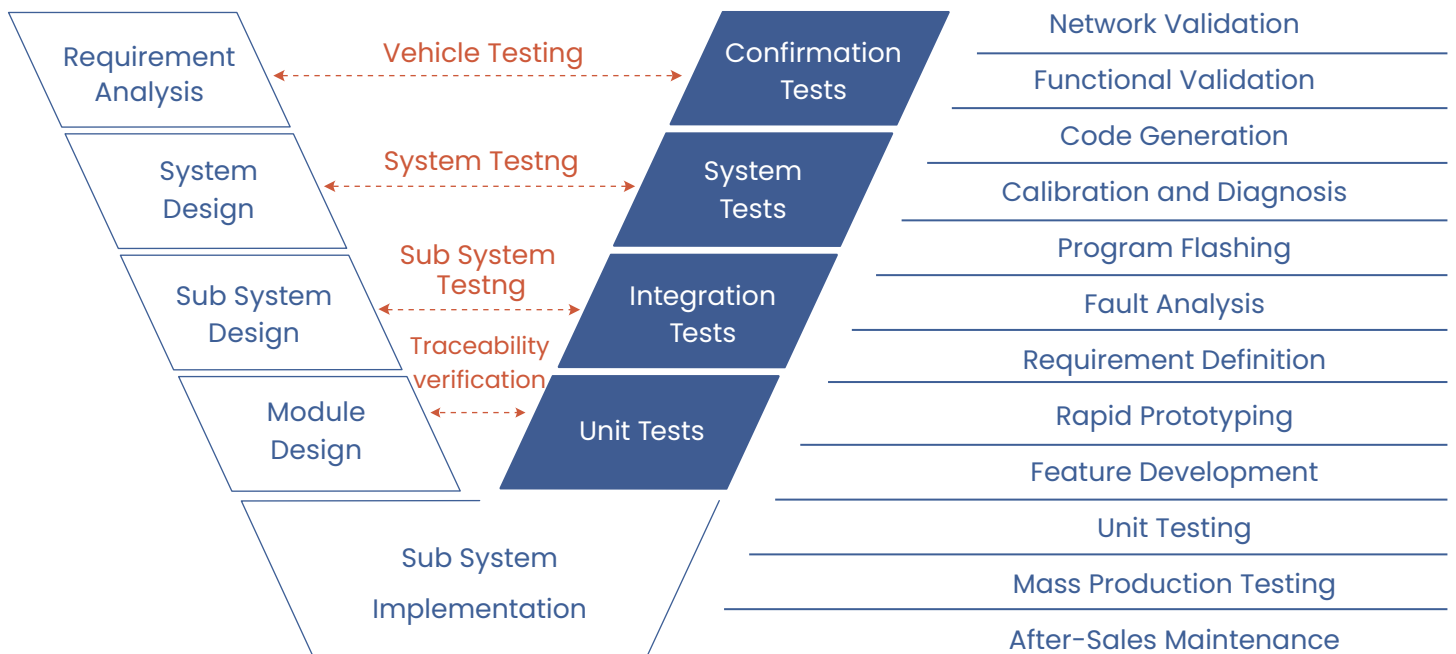 Requirement
Analysis
Vehicle Testing
Confirmation
Tests
System
Design
System Testng
System
Tests
Sub System
Design
Sub System
Testng
Integration
Tests
Module
Design
Traceability
verification
Unit Tests
Sub System
Implementation
Network Validation
Functional Validation
Code Generation
Calibration and Diagnosis
Program Flashing
Fault Analysis
Requirement Definition
Rapid Prototyping
Feature Development
Unit Testing
Mass Production Testing
After-Sales Maintenance